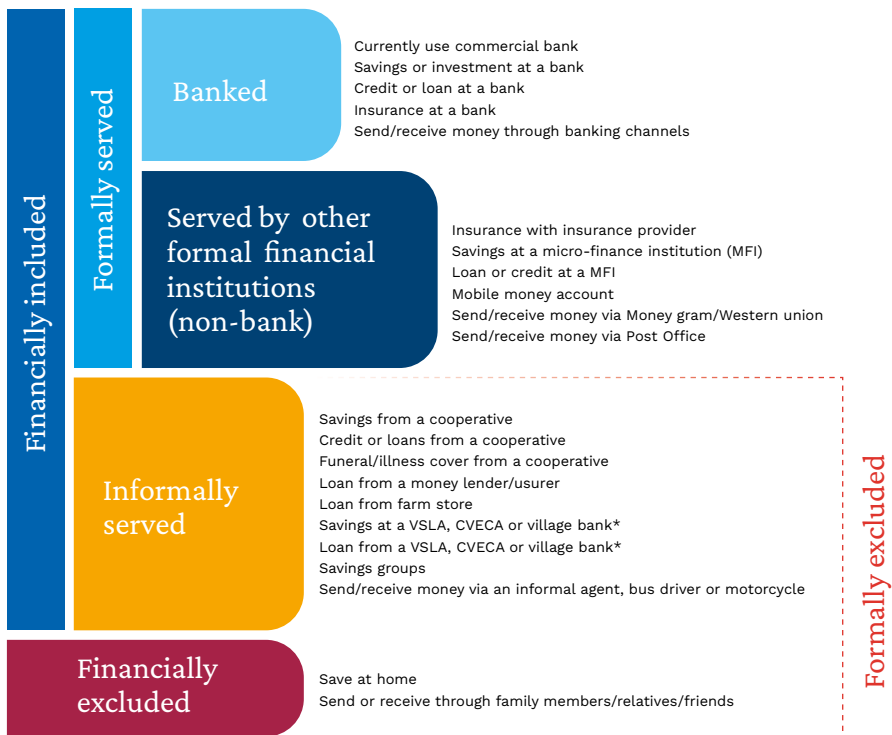 Financially included
Formally served
Banked
Currently use commercial bank
Savings or investment at a bank
Credit or loan at a bank
Insurance at a bank
Send/receive money through banking channels
Served by other
formal financial
institutions
(non-bank)
Insurance with insurance provider
Savings at a micro-finance institution (MFI)
Loan or credit at a MFI
Mobile money account
Send/receive money via Money gram/Western union
Send/receive money via Post Office
Informally
served
Savings from a cooperative
Credit or loans from a cooperative
Funeral/illness cover from a cooperative
Loan from a money lender/usurer
Loan from farm store
Savings at a VSLA, CVECA or village bank*
Loan from a VSLA, CVECA or village bank*
Savings groups
Send/receive money via an informal agent, bus driver or motorcycle
Formally excluded
Financially
excluded
Save at home
Send or receive through family members/relatives/friends